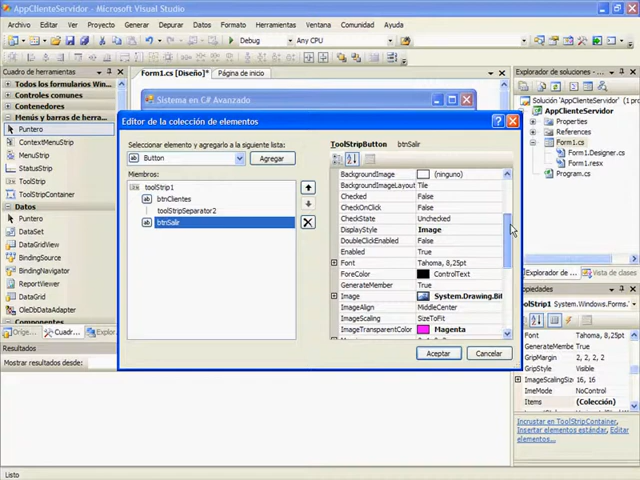 AppClienteServidor - Microsoft Visual Studio
Archivo Editar Ver Proyecto Generar Depurar Datos Formato Herramientas Ventana Comunidad Ayuda
Debug Any CPU
Cuadro de herramientas
Todos los formularios Win...
Controles comunes
Contenedores
Menús y barras de herra...
Puntero
ContextMenuStrip
MenuStrip
StatusStrip
ToolStrip
ToolStripContainer
Datos
Puntero
DataSet
DataGridView
BindingSource
BindingNavigator
ReportViewer
DataGrid
OleDbDataAdapter
Componentes
Oríge... Cuadr... Explor
Form1.cs [Diseño]* Página de inicio
Sistema en C# Avanzado
Editor de la colección de elementos
Seleccionar elemento y agregarlo a la siguiente lista:
Button Agregar
Miembros:
toolStrip1
btnClientes
toolStripSeparator2
btnSalir
ToolStripButton btnSalir
BackgroundImage (ninguno)
BackgroundImageLayout Tile
Checked False
CheckOnClick False
CheckState Unchecked
DisplayStyle Image
DoubleClickEnabled False
Enabled True
Font Tahoma, 8,25pt
ForeColor ControlText
GenerateMember True
Image System.Drawing.Bit
ImageAlign MiddleCenter
ImageScaling SizeToFit
ImageTransparentColor Magenta
Aceptar Cancelar
Explorador de soluciones - ...
Solución "AppClienteServidor" (1 pr
AppClienteServidor
Properties
References
Form1.cs
Form1.Designer.cs
Form1.resx
Program.cs
Explorador de... Vista de clases
Propiedades
toolStrip1 System.Windows.Forms.
Font Tahoma, 8,25pt
GenerateMembe True
GripMargin 2, 2, 2, 2
GripStyle Visible
ImageScalingSiz 16, 16
ImeMode NoControl
Items (Colección)
Incrustar en ToolStripContainer,
Insertar elementos estándar, Editar
elementos...
Resultados
Mostrar resultados desde:
Listo